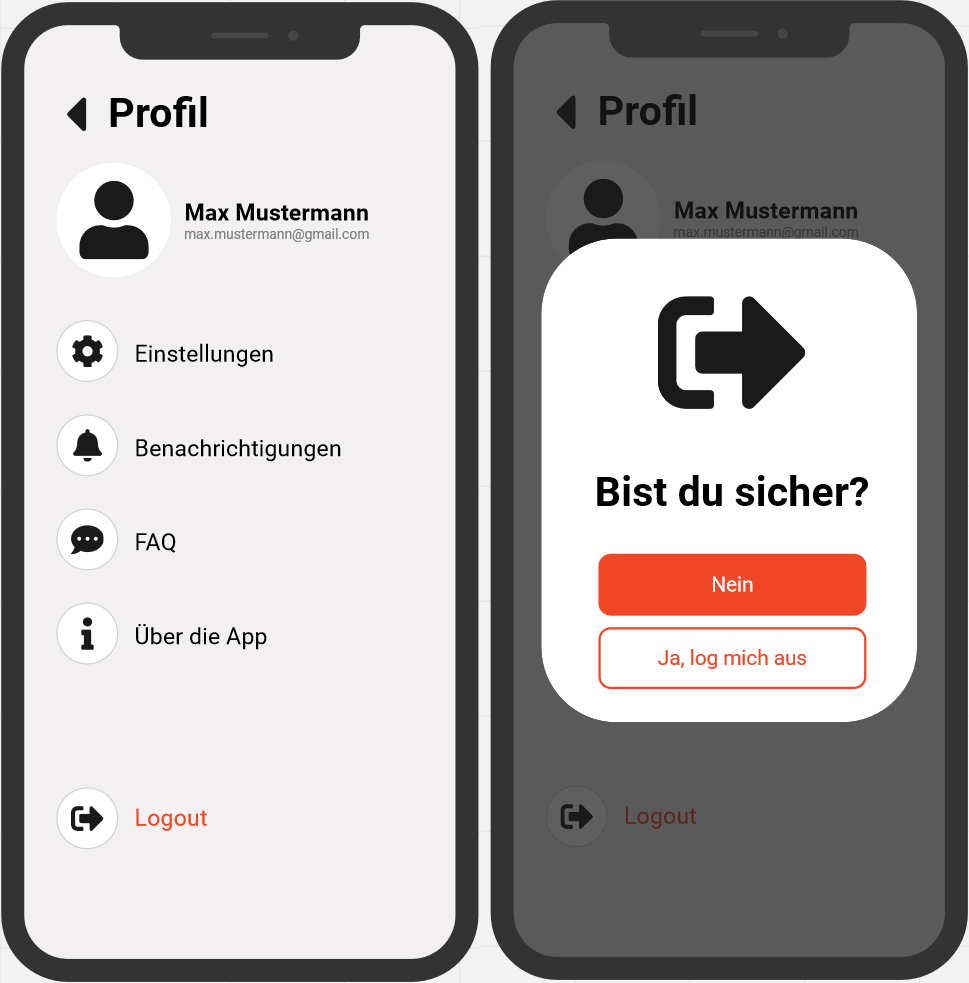 Profil
Max Mustermann
max.mustermann@gmail.com
Einstellungen
Benachrichtigungen
FAQ
Über die App
Logout
Profil
Max Mustermann
max.mustermann@gmail.com
Bist du sicher?
Nein
Ja, log mich aus
Logout